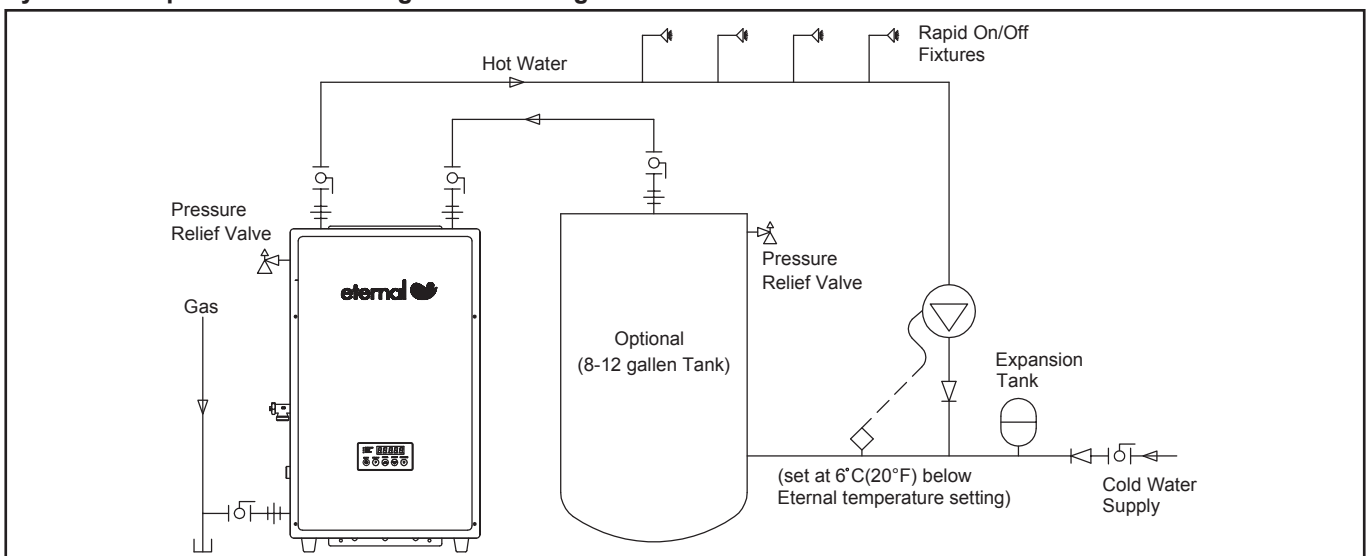 Rapid On/Off
Fixtures
Hot Water
Pressure
Relief Valve
eternal
Pressure
Relief Valve
Gas
Optional
(8-12 gallen Tank)
Expansion
Tank
(set at 6°C(20°F) below
Eternal temperature setting)
Cold Water
Supply